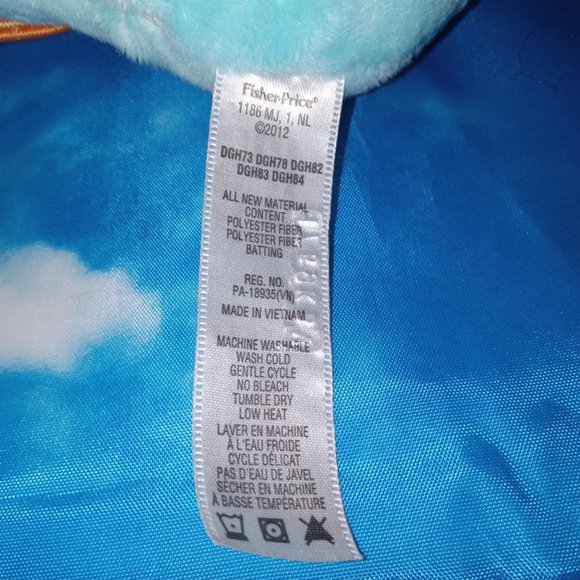 Fisher-Price®
1186 MJ, 1, NL
©2012
DGH73 DGH78 DGH82
DGH83 DGH84
ALL NEW MATERIAL
CONTENT
POLYESTER FIBER
POLYESTER FIBER
BATTING
REG. NO.
PA-18935(VN)
MADE IN VIETNAM
MACHINE WASHABLE
WASH COLD
GENTLE CYCLE
NO BLEACH
TUMBLE DRY
LOW HEAT
LAVER EN MACHINE
À L'EAU FROIDE
CYCLE DÉLICAT
PAS D'EAU DE JAVEL
SÉCHER EN MACHINE
À BASSE TEMPÉRATURE